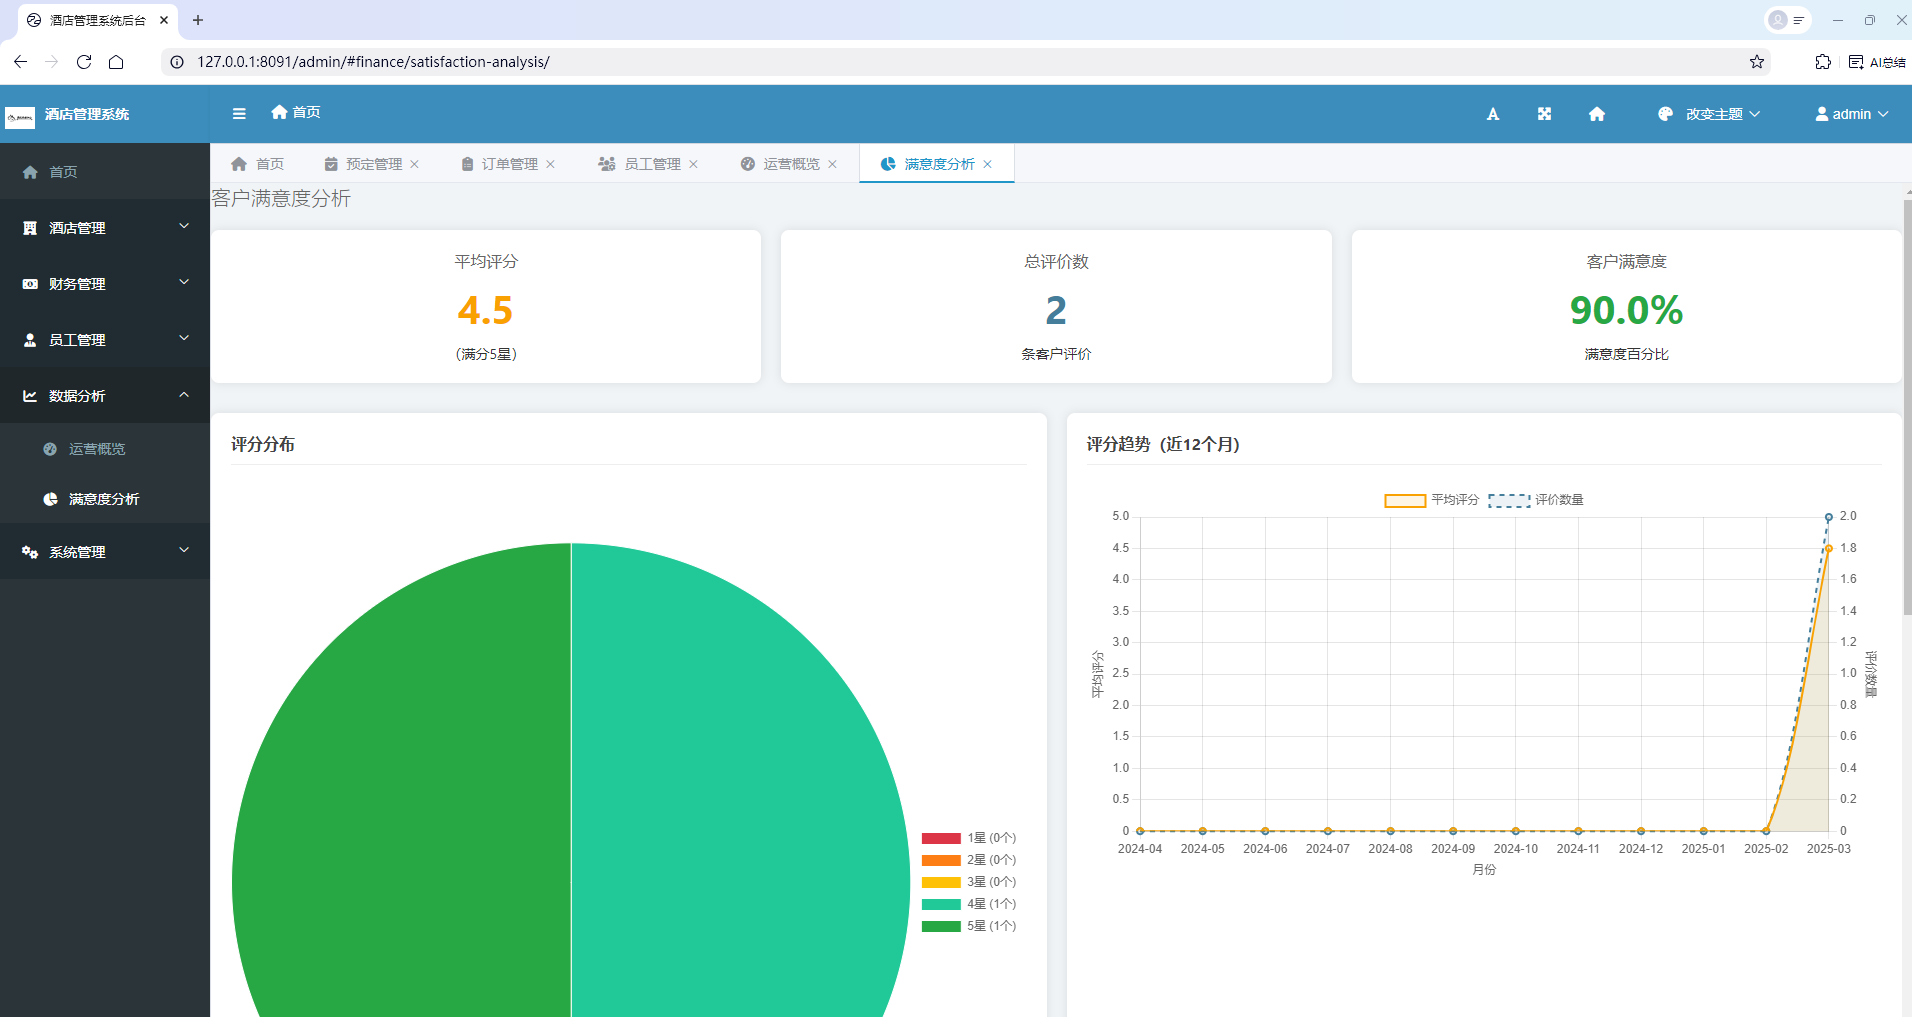 酒店管理系统后台
127.0.0.1:8091/admin/#finance/satisfaction-analysis/
AI总结
酒店管理系统
首页
改变主题
admin
首页
酒店管理
财务管理
员工管理
数据分析
运营概览
满意度分析
系统管理
首页
预定管理
订单管理
员工管理
运营概览
满意度分析
客户满意度分析
平均评分
4.5
(满分5星)
总评价数
2
条客户评价
客户满意度
90.0%
满意度百分比
评分分布
1星 (0个)
2星 (0个)
3星 (0个)
4星 (1个)
5星 (1个)
评分趋势（近12个月）
平均评分
评价数量
5.0
4.5
4.0
3.5
3.0
2.5
2.0
1.5
1.0
0.5
0
平均评分
2.0
1.8
1.6
1.4
1.2
1.0
0.8
0.6
0.4
0.2
0
评价数量
2024-04 2024-05 2024-06 2024-07 2024-08 2024-09 2024-10 2024-11 2024-12 2025-01 2025-02 2025-03
月份